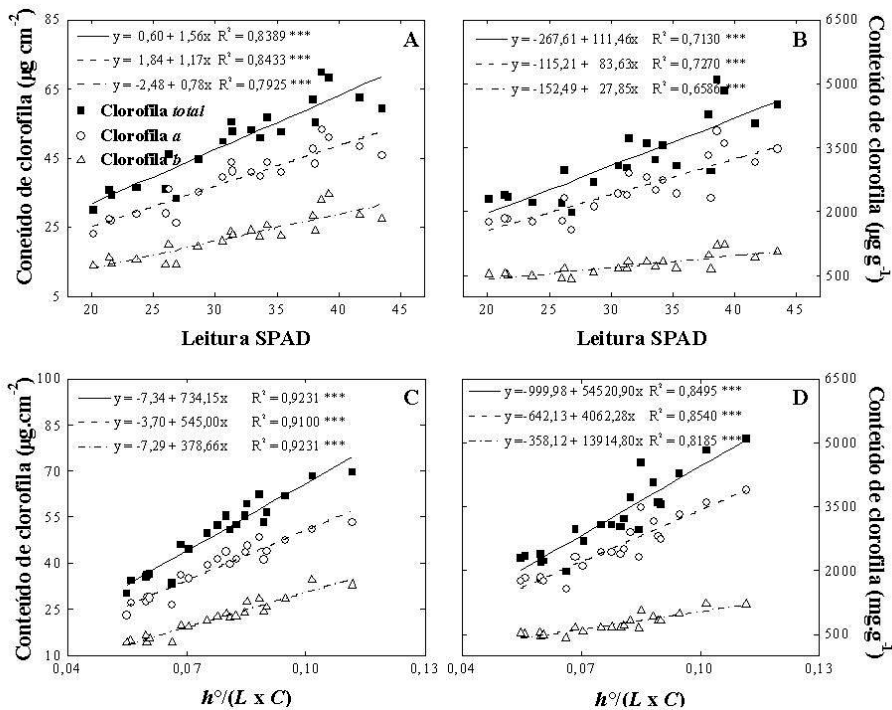 Coneúdo de clorofila (µg cm⁻²)
85
65
45
25
5
y= 0,60 + 1,56x R² = 0,8389 ***
y= 1,84 + 1,17x R² = 0,8433 ***
y=-2,48 + 0,78x R² = 0,7925 ***
A
Clorofila total
Clorofila a
Clorofila b
20 25 30 35 40 45
Leitura SPAD
y=-267,61 + 111,46x R² = 0,7130 ***
y=-115,21 + 83,63x R² = 0,7270 ***
y=-152,49 + 27,85x R² = 0,6586 ***
B
6500
5000
3500
2000
500
Conteúdo de clorofila (µg g⁻¹)
20 25 30 35 40 45
Leitura SPAD
Conteúdo de clorofila (µg.cm⁻²)
100
85
70
55
40
25
10
y= -7,34 + 734,15x R² = 0,9231 ***
y= -3,70 + 545,00x R² = 0,9100 ***
y= -7,29 + 378,66x R² = 0,9231 ***
C
0,04 0,07 0,10 0,13
h°/(L x C)
y=-999,98 + 54520,90x R² = 0,8495 ***
y=-642,13 + 4062,28x R² = 0,8540 ***
y=-358,12 + 13914,80x R² = 0,8185 ***
D
6500
5000
3500
2000
500
Conteúdo de clorofila (mg.g⁻¹)
0,04 0,07 0,10 0,13
h°/(L x C)